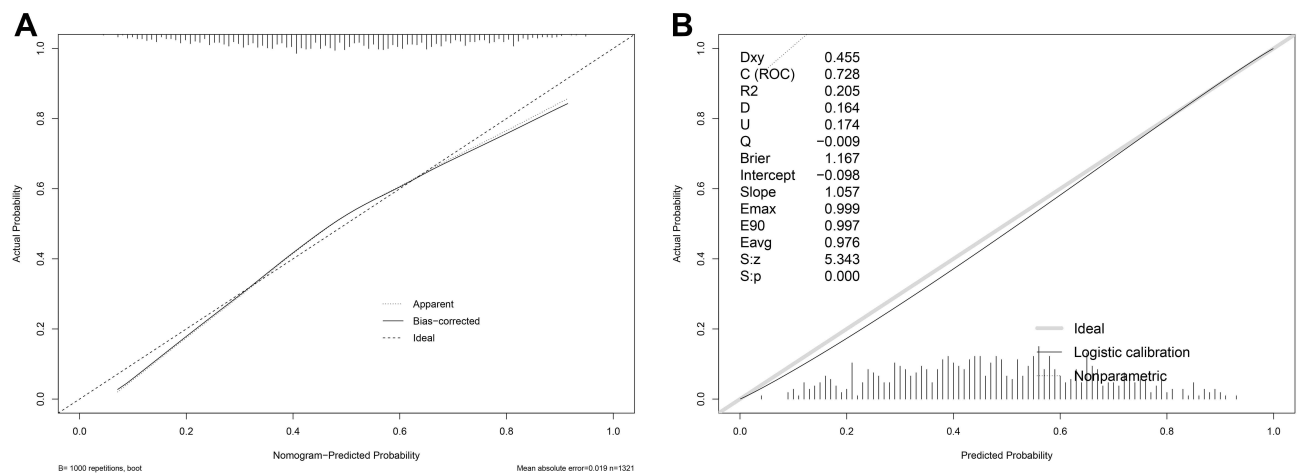 A
1.0
0.8
0.6
0.4
0.2
0.0
Actual Probability
Apparent
Bias−corrected
Ideal
0.0 0.2 0.4 0.6 0.8 1.0
Nomogram−Predicted Probability
B= 1000 repetitions, boot
Mean absolute error=0.019 n=1321
B
1.0
0.8
0.6
0.4
0.2
0.0
Actual Probability
Dxy 0.455
C (ROC) 0.728
R2 0.205
D 0.164
U 0.174
Q −0.009
Brier 1.167
Intercept −0.098
Slope 1.057
Emax 0.999
E90 0.997
Eavg 0.976
S:z 5.343
S:p 0.000
Ideal
Logistic calibration
Nonparametric
0.0 0.2 0.4 0.6 0.8 1.0
Predicted Probability